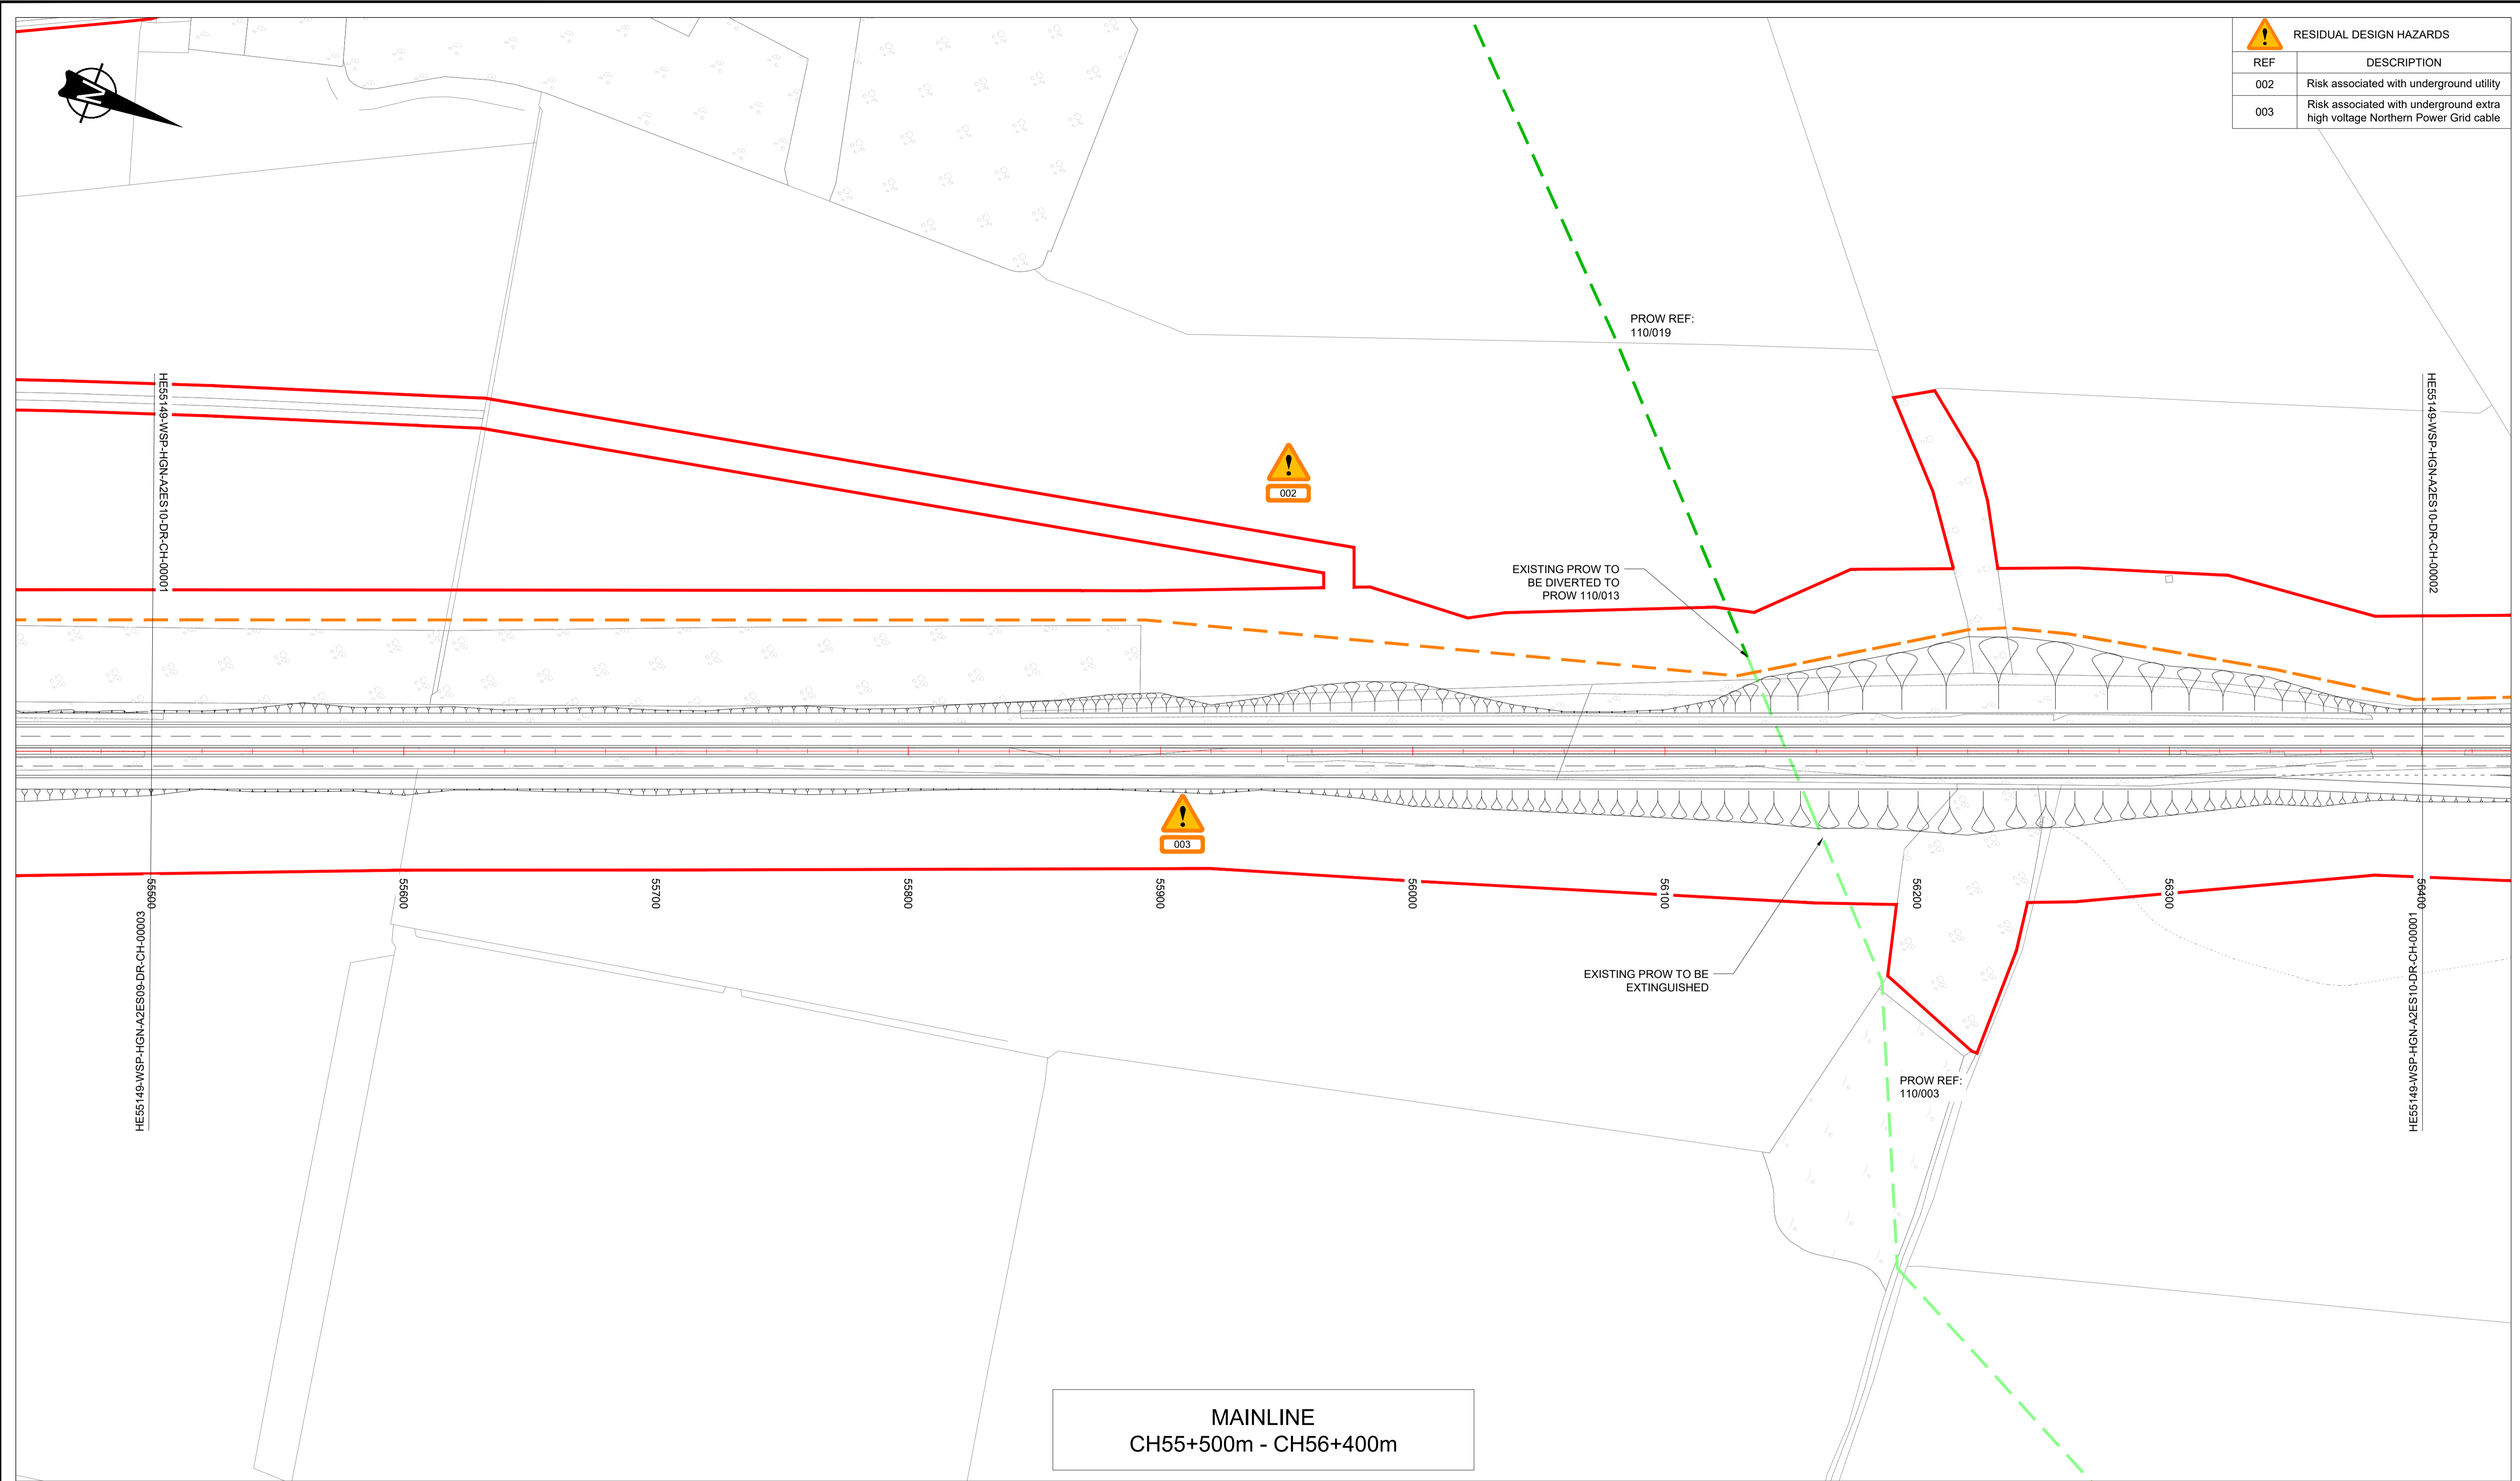 RESIDUAL DESIGN HAZARDS
REF
DESCRIPTION
002
Risk associated with underground utility
003
Risk associated with underground extra
high voltage Northern Power Grid cable
N
PROW REF:
110/019
HE55149-WSP-HGN-A2ES10-DR-CH-00001
HE55149-WSP-HGN-A2ES10-DR-CH-00002
002
EXISTING PROW TO
BE DIVERTED TO
PROW 110/013
003
55500
55600
55700
55800
55900
56000
56100
56200
56300
56400
HE55149-WSP-HGN-A2ES09-DR-CH-00003
HE55149-WSP-HGN-A2ES10-DR-CH-00001
EXISTING PROW TO BE
EXTINGUISHED
PROW REF:
110/003
MAINLINE
CH55+500m - CH56+400m